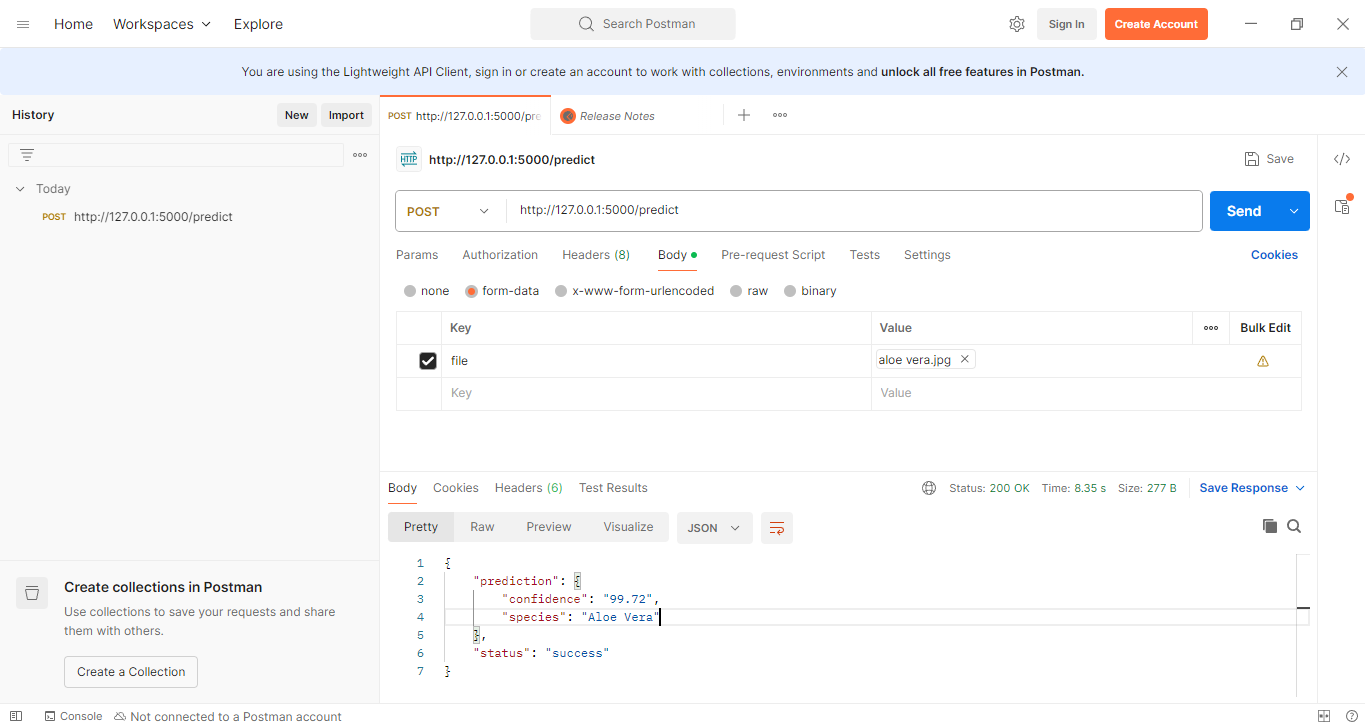 Home Workspaces Explore Search Postman Sign In Create Account
You are using the Lightweight API Client, sign in or create an account to work with collections, environments and unlock all free features in Postman.
History New Import
Today
POST http://127.0.0.1:5000/predict
Create collections in Postman
Use collections to save your requests and share
them with others.
Create a Collection
POST http://127.0.0.1:5000/pre Release Notes
HTTP http://127.0.0.1:5000/predict Save
POST http://127.0.0.1:5000/predict Send
Params Authorization Headers (8) Body Pre-request Script Tests Settings Cookies
none form-data x-www-form-urlencoded raw binary
Key Value Bulk Edit
file aloe vera.jpg
Key Value
Body Cookies Headers (6) Test Results Status: 200 OK Time: 8.35 s Size: 277 B Save Response
Pretty Raw Preview Visualize JSON
1 {
2 "prediction": {
3 "confidence": "99.72",
4 "species": "Aloe Vera"
5 },
6 "status": "success"
7 }
Console Not connected to a Postman account